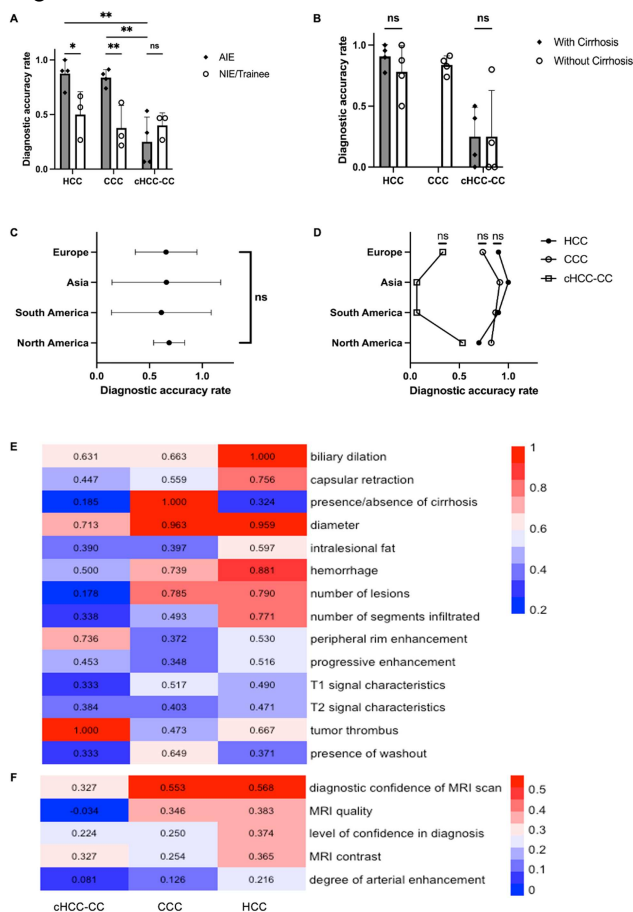 A
**
**
*
**
ns
AIE
NIE/Trainee
Diagnostic accuracy rate
1.0
0.5
0.0
HCC
CCC
cHCC-CC
B
ns
ns
With Cirrhosis
Without Cirrhosis
Diagnostic accuracy rate
1.0
0.5
0.0
HCC
CCC
cHCC-CC
C
Europe
Asia
South America
North America
ns
0.0
0.5
1.0
Diagnostic accuracy rate
D
ns
ns
ns
HCC
CCC
cHCC-CC
Europe
Asia
South America
North America
0.0
0.5
1.0
Diagnostic accuracy rate
E
0.631 0.663 1.000 biliary dilation
0.447 0.559 0.756 capsular retraction
0.185 1.000 0.324 presence/absence of cirrhosis
0.713 0.963 0.959 diameter
0.390 0.397 0.597 intralesional fat
0.500 0.739 0.881 hemorrhage
0.178 0.785 0.790 number of lesions
0.338 0.493 0.771 number of segments infiltrated
0.736 0.372 0.530 peripheral rim enhancement
0.453 0.348 0.516 progressive enhancement
0.333 0.517 0.490 T1 signal characteristics
0.384 0.403 0.471 T2 signal characteristics
1.000 0.473 0.667 tumor thrombus
0.333 0.649 0.371 presence of washout
1
0.8
0.6
0.4
0.2
F
0.327 0.553 0.568 diagnostic confidence of MRI scan
-0.034 0.346 0.383 MRI quality
0.224 0.250 0.374 level of confidence in diagnosis
0.327 0.254 0.365 MRI contrast
0.081 0.126 0.216 degree of arterial enhancement
0.5
0.4
0.3
0.2
0.1
0
cHCC-CC CCC HCC